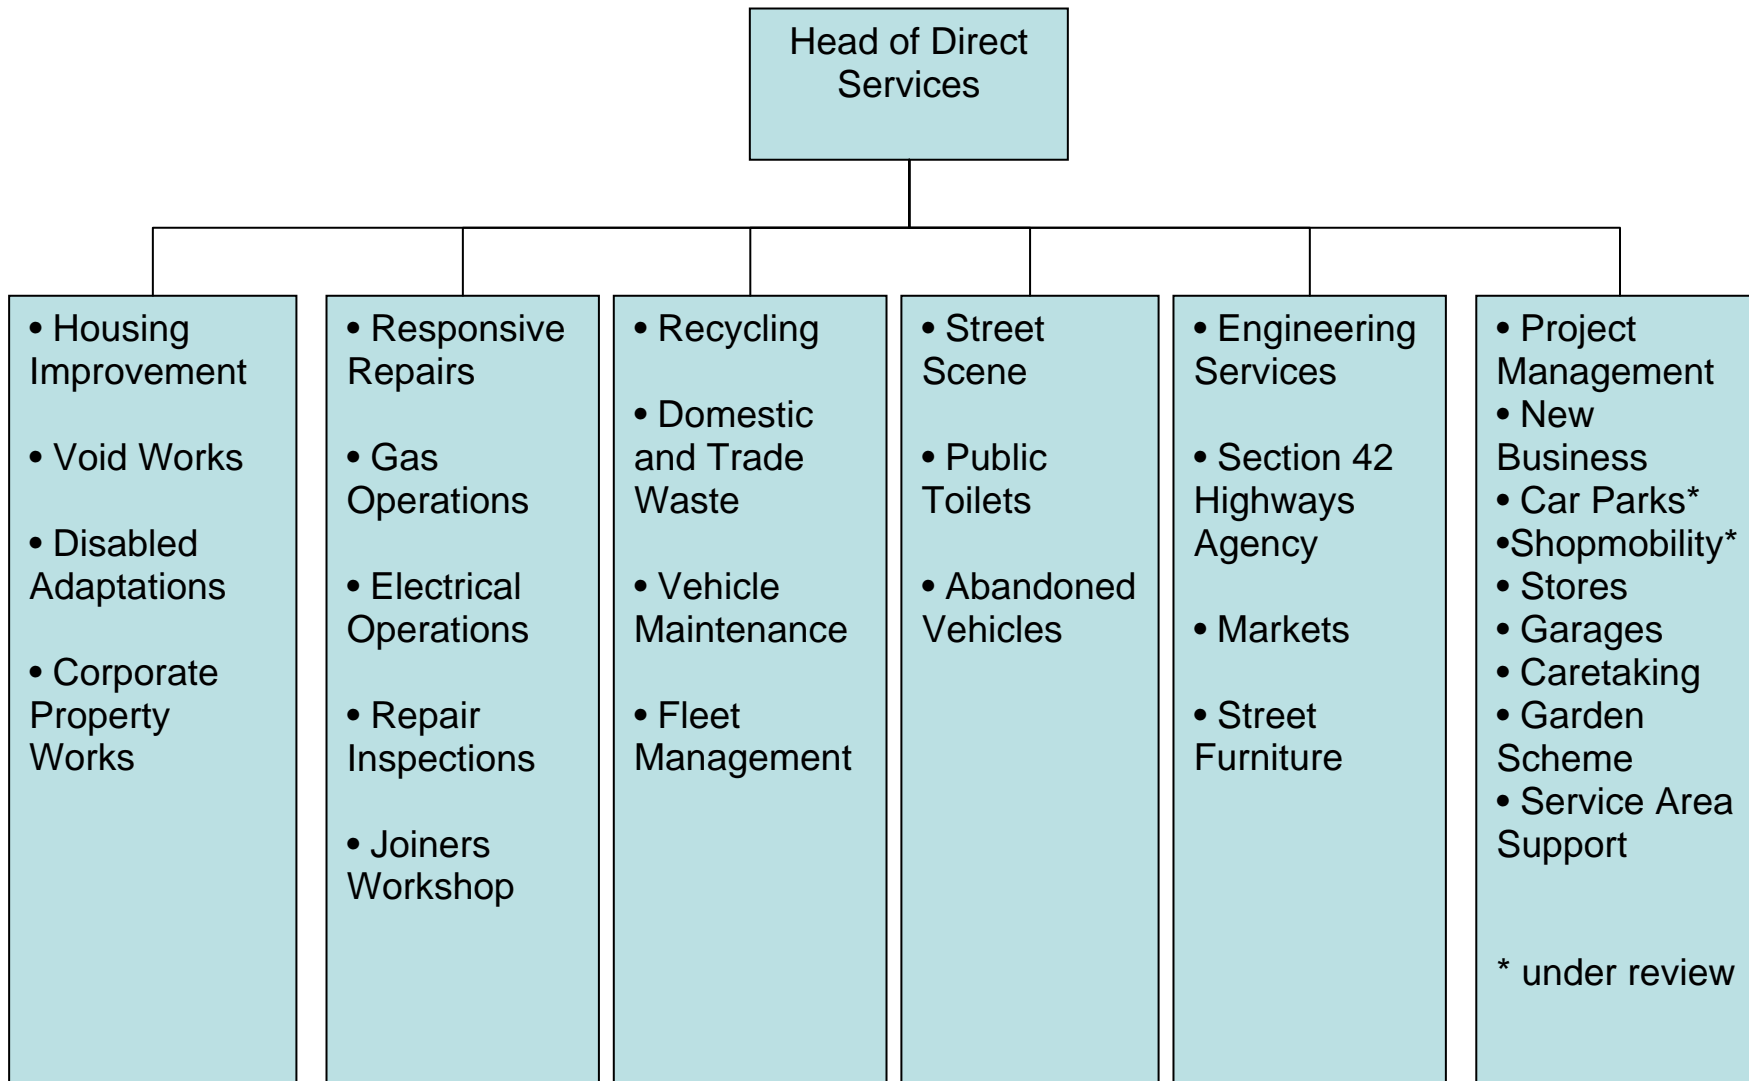 Head of Direct
Services
• Housing
Improvement
• Void Works
• Disabled
Adaptations
• Corporate
Property
Works
• Responsive
Repairs
• Gas
Operations
• Electrical
Operations
• Repair
Inspections
• Joiners
Workshop
• Recycling
• Domestic
and Trade
Waste
• Vehicle
Maintenance
• Fleet
Management
• Street
Scene
• Public
Toilets
• Abandoned
Vehicles
• Engineering
Services
• Section 42
Highways
Agency
• Markets
• Street
Furniture
• Project
Management
• New
Business
• Car Parks*
•Shopmobility*
• Stores
• Garages
• Caretaking
• Garden
Scheme
• Service Area
Support
* under review